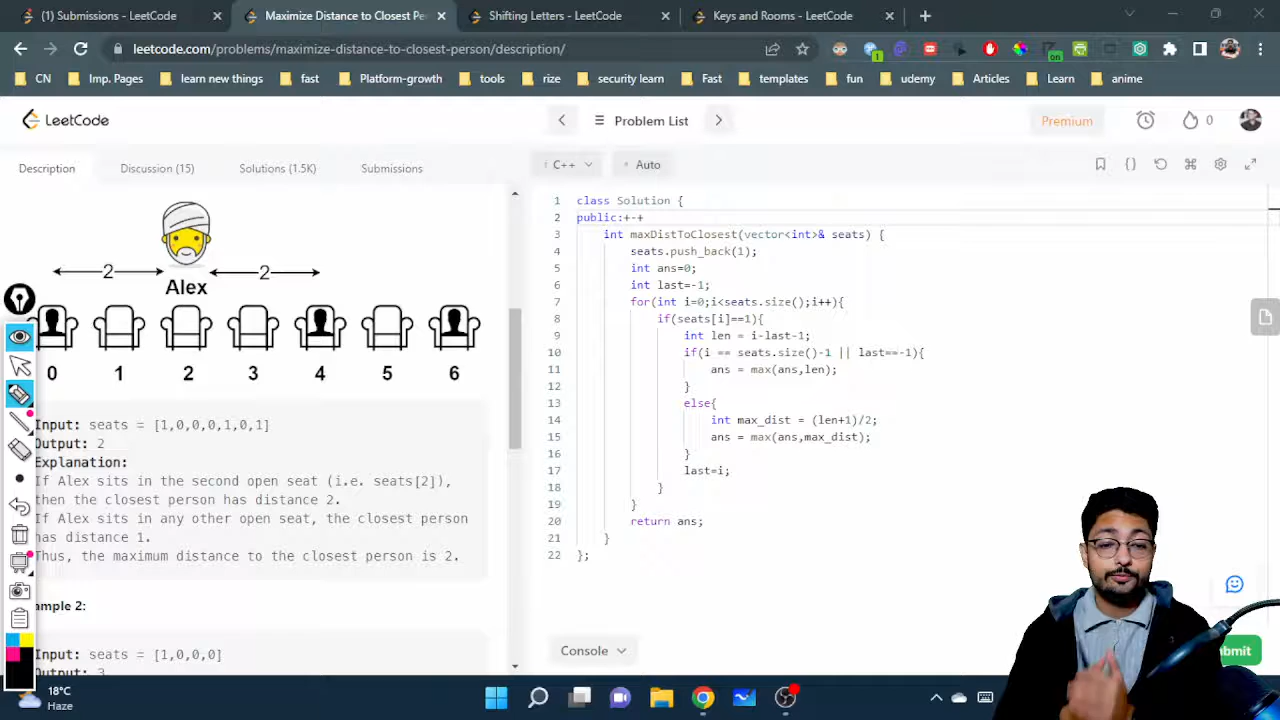 (1) Submissions - LeetCode
Maximize Distance to Closest Pe
Shifting Letters - LeetCode
Keys and Rooms - LeetCode
leetcode.com/problems/maximize-distance-to-closest-person/description/
1
on
CN
Imp. Pages
learn new things
fast
Platform-growth
tools
rize
security learn
Fast
templates
fun
udemy
Articles
Learn
anime
LeetCode
Problem List
Premium
0
Description
Discussion (15)
Solutions (1.5K)
Submissions
C++
Auto
2
2
Alex
0 1 2 3 4 5 6
Input: seats = [1,0,0,0,1,0,1]
Output: 2
Explanation:
If Alex sits in the second open seat (i.e. seats[2]),
then the closest person has distance 2.
If Alex sits in any other open seat, the closest person
has distance 1.
Thus, the maximum distance to the closest person is 2.
ample 2:
Input: seats = [1,0,0,0]
Output: 3
1 class Solution {
2 public:+-+
3 int maxDistToClosest(vector<int>& seats) {
4 seats.push_back(1);
5 int ans=0;
6 int last=-1;
7 for(int i=0;i<seats.size();i++){
8 if(seats[i]==1){
9 int len = i-last-1;
10 if(i == seats.size()-1 || last==-1){
11 ans = max(ans,len);
12 }
13 else{
14 int max_dist = (len+1)/2;
15 ans = max(ans,max_dist);
16 }
17 last=i;
18 }
19 }
20 return ans;
21 }
22 };
Console
bmit
18°C
Haze